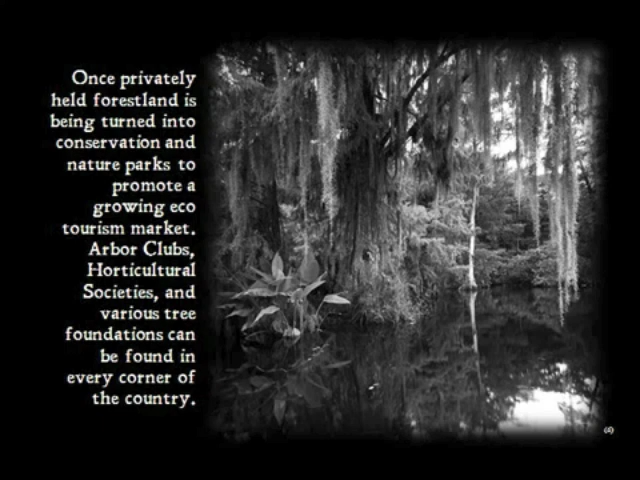 Once privately
held forestland is
being turned into
conservation and
nature parks to
promote a
growing eco
tourism market.
Arbor Clubs,
Horticultural
Societies, and
various tree
foundations can
be found in
every corner of
the country.